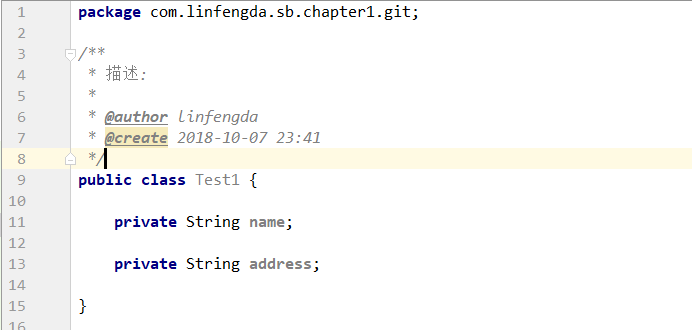 1 package com.linfengda.sb.chapter1.git;
2
3 /**
4 * 描述:
5 *
6 * @author linfengda
7 * @create 2018-10-07 23:41
8 */
9 public class Test1 {
10
11 private String name;
12
13 private String address;
14
15 }
16